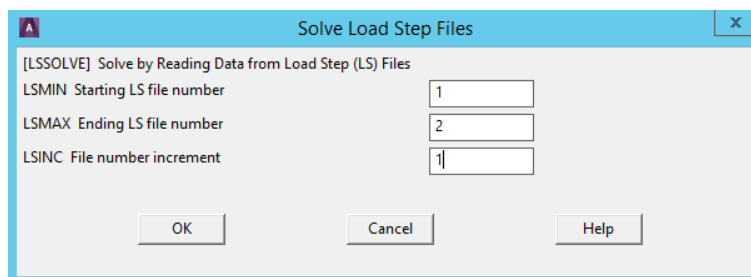 A
Solve Load Step Files
x
[LSSOLVE] Solve by Reading Data from Load Step (LS) Files
LSMIN Starting LS file number 1
LSMAX Ending LS file number 2
LSINC File number increment 1
OK Cancel Help